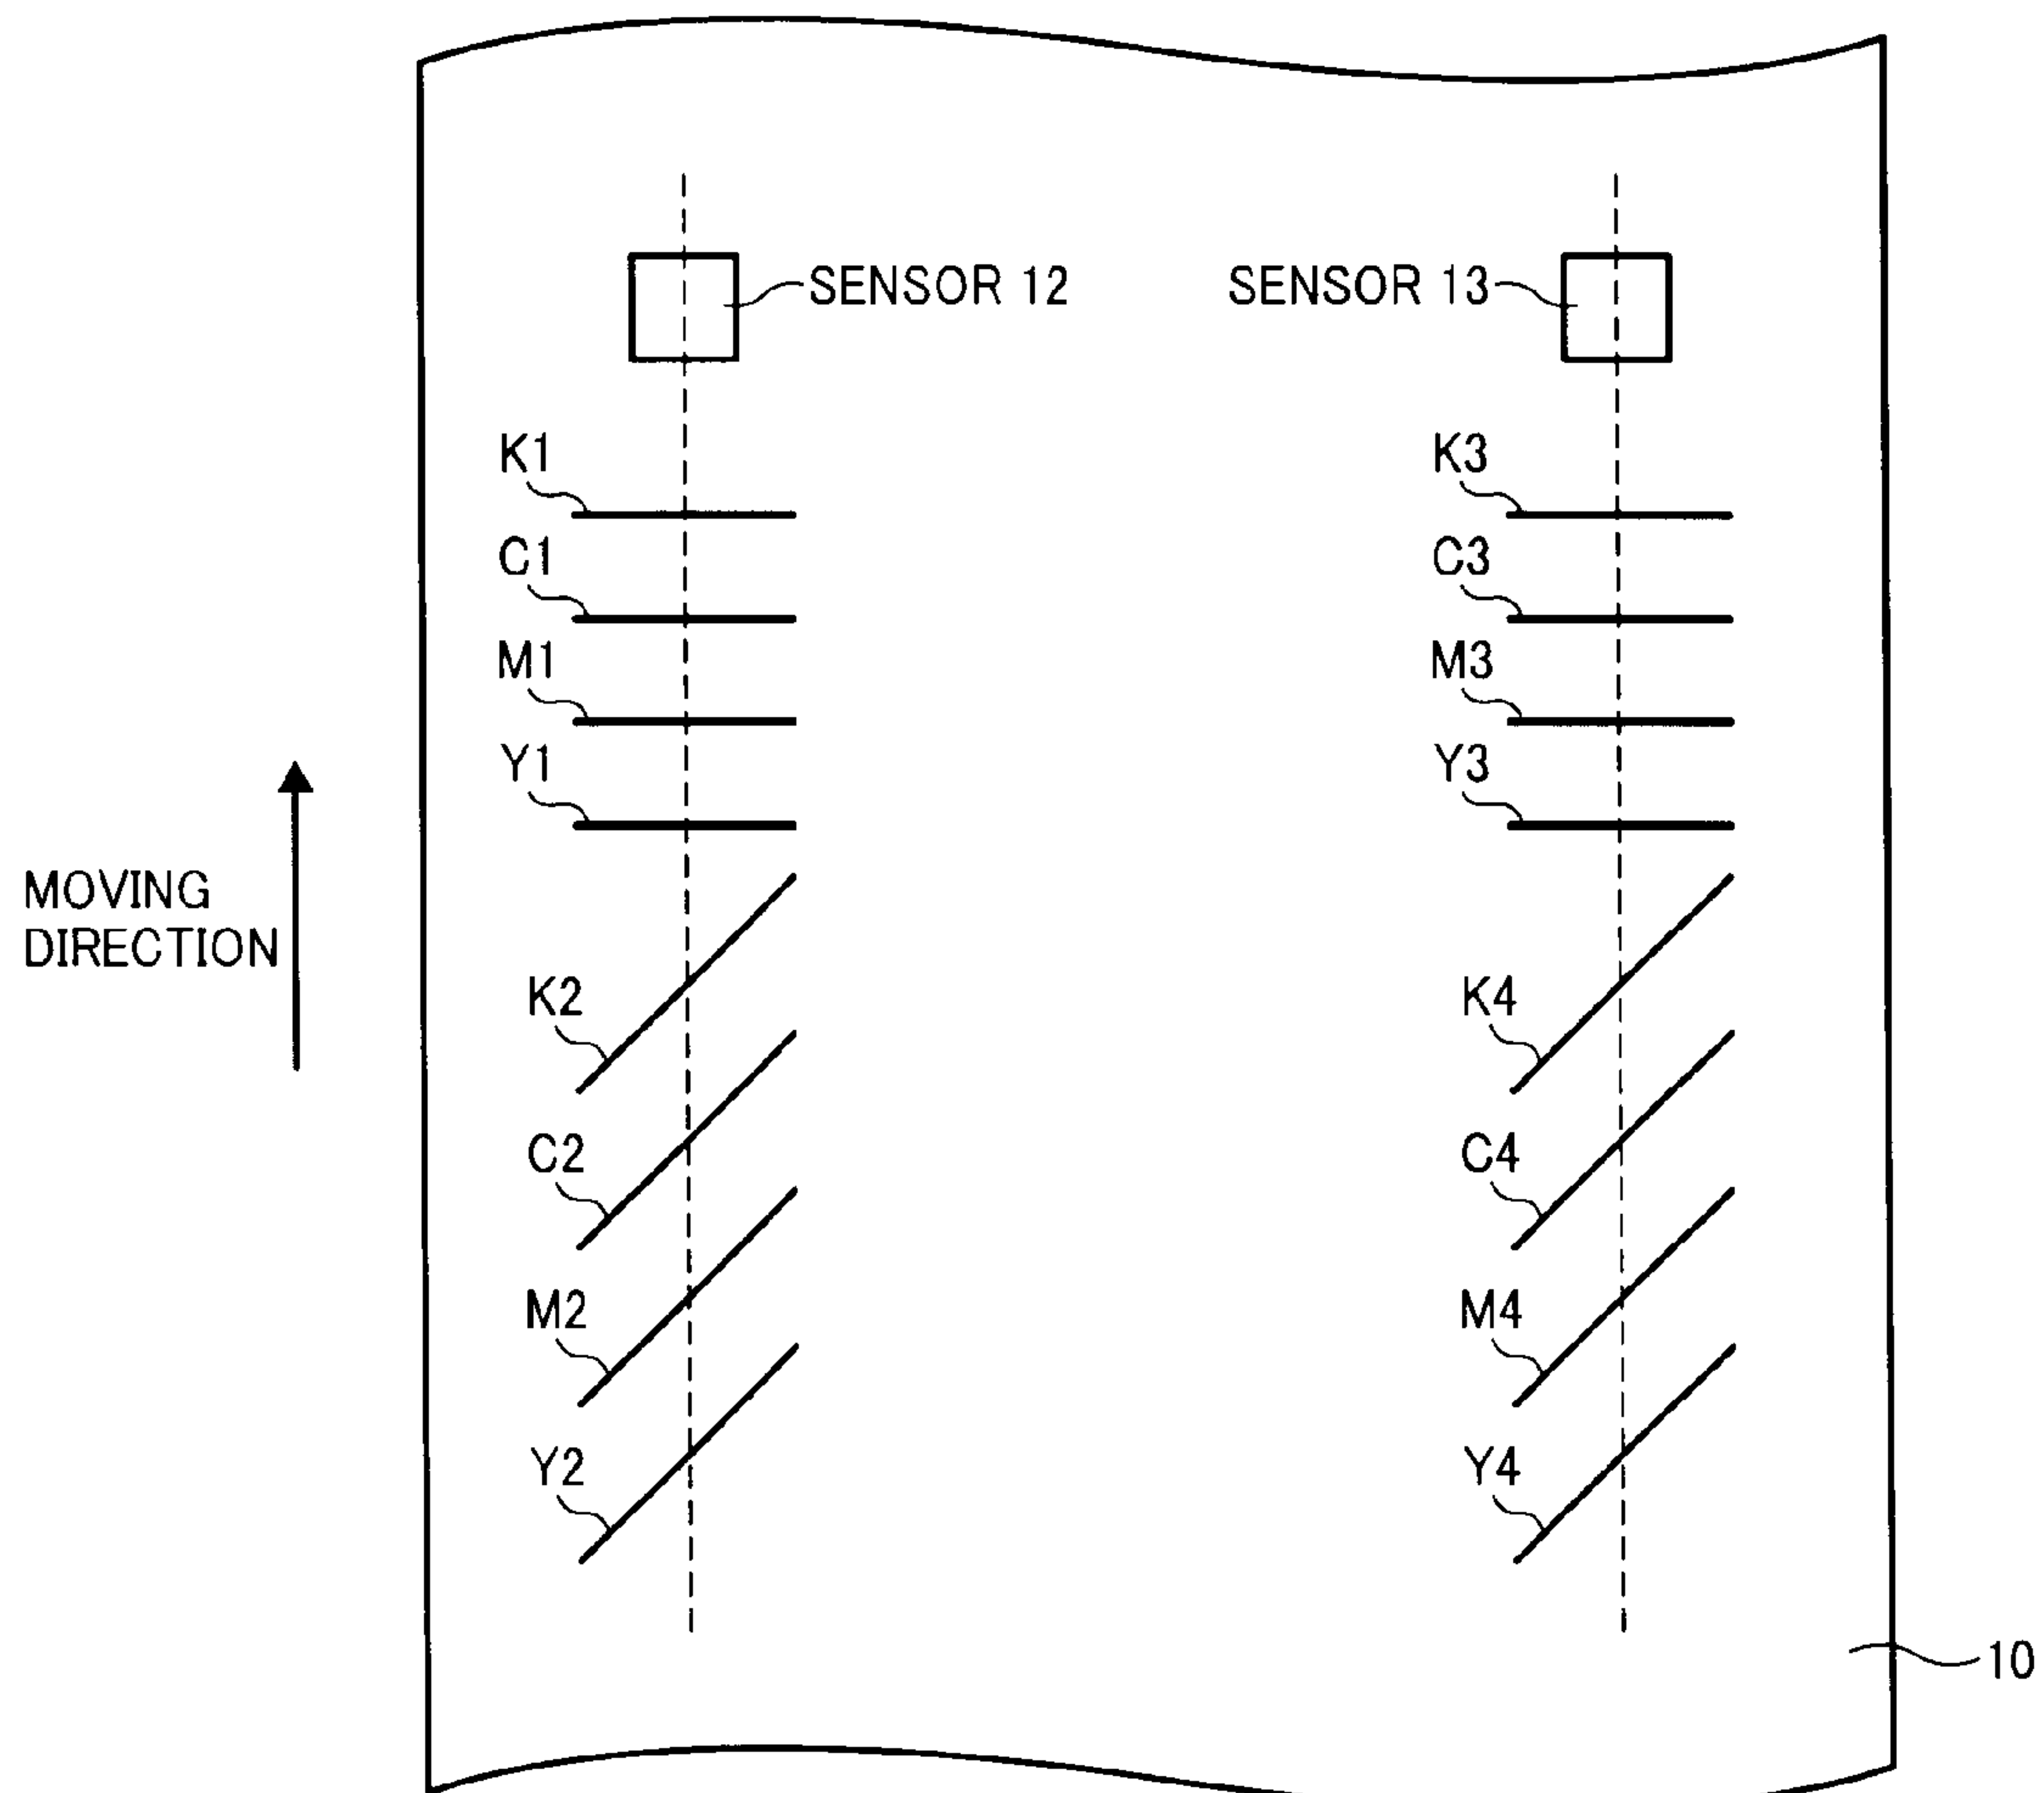 SENSOR 12
SENSOR 13
K1
K3
C1
C3
M1
M3
Y1
Y3
MOVING
DIRECTION
K2
K4
C2
C4
M2
M4
Y2
Y4
10